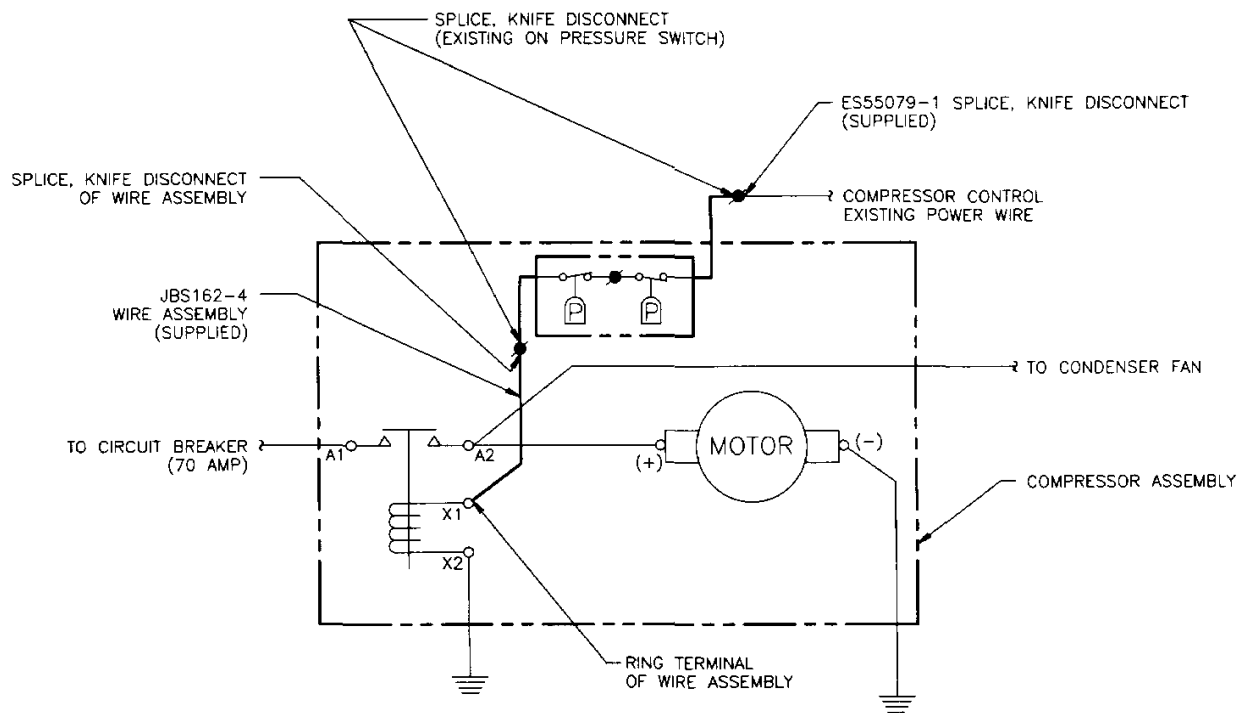 SPLICE, KNIFE DISCONNECT
(EXISTING ON PRESSURE SWITCH)
ES55079-1 SPLICE, KNIFE DISCONNECT
(SUPPLIED)
SPLICE, KNIFE DISCONNECT
OF WIRE ASSEMBLY
COMPRESSOR CONTROL
EXISTING POWER WIRE
JBS162-4
WIRE ASSEMBLY
(SUPPLIED)
P
P
TO CONDENSER FAN
TO CIRCUIT BREAKER
(70 AMP)
A1
A2
(+)
MOTOR
(-)
COMPRESSOR ASSEMBLY
X1
X2
RING TERMINAL
OF WIRE ASSEMBLY